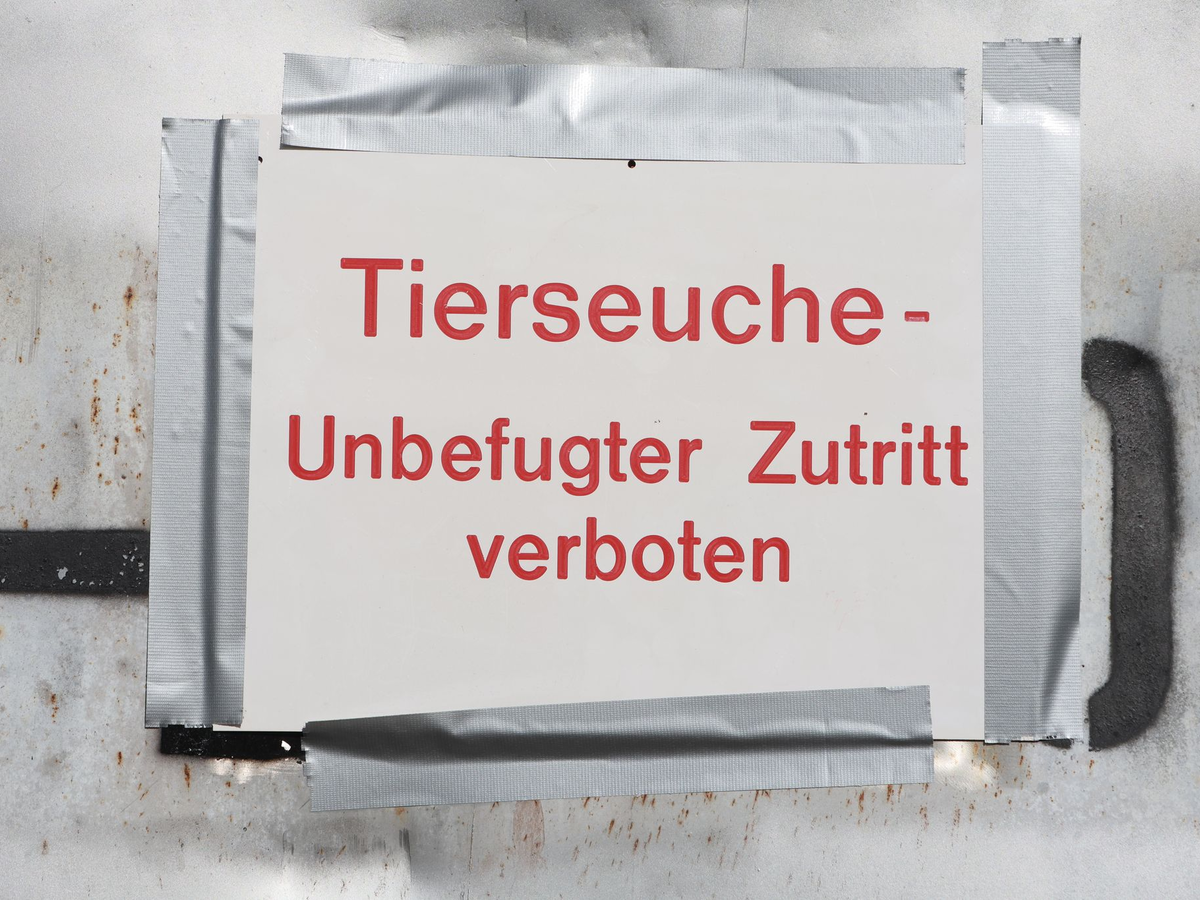 Tierseuche -
Unbefugter Zutritt
verboten